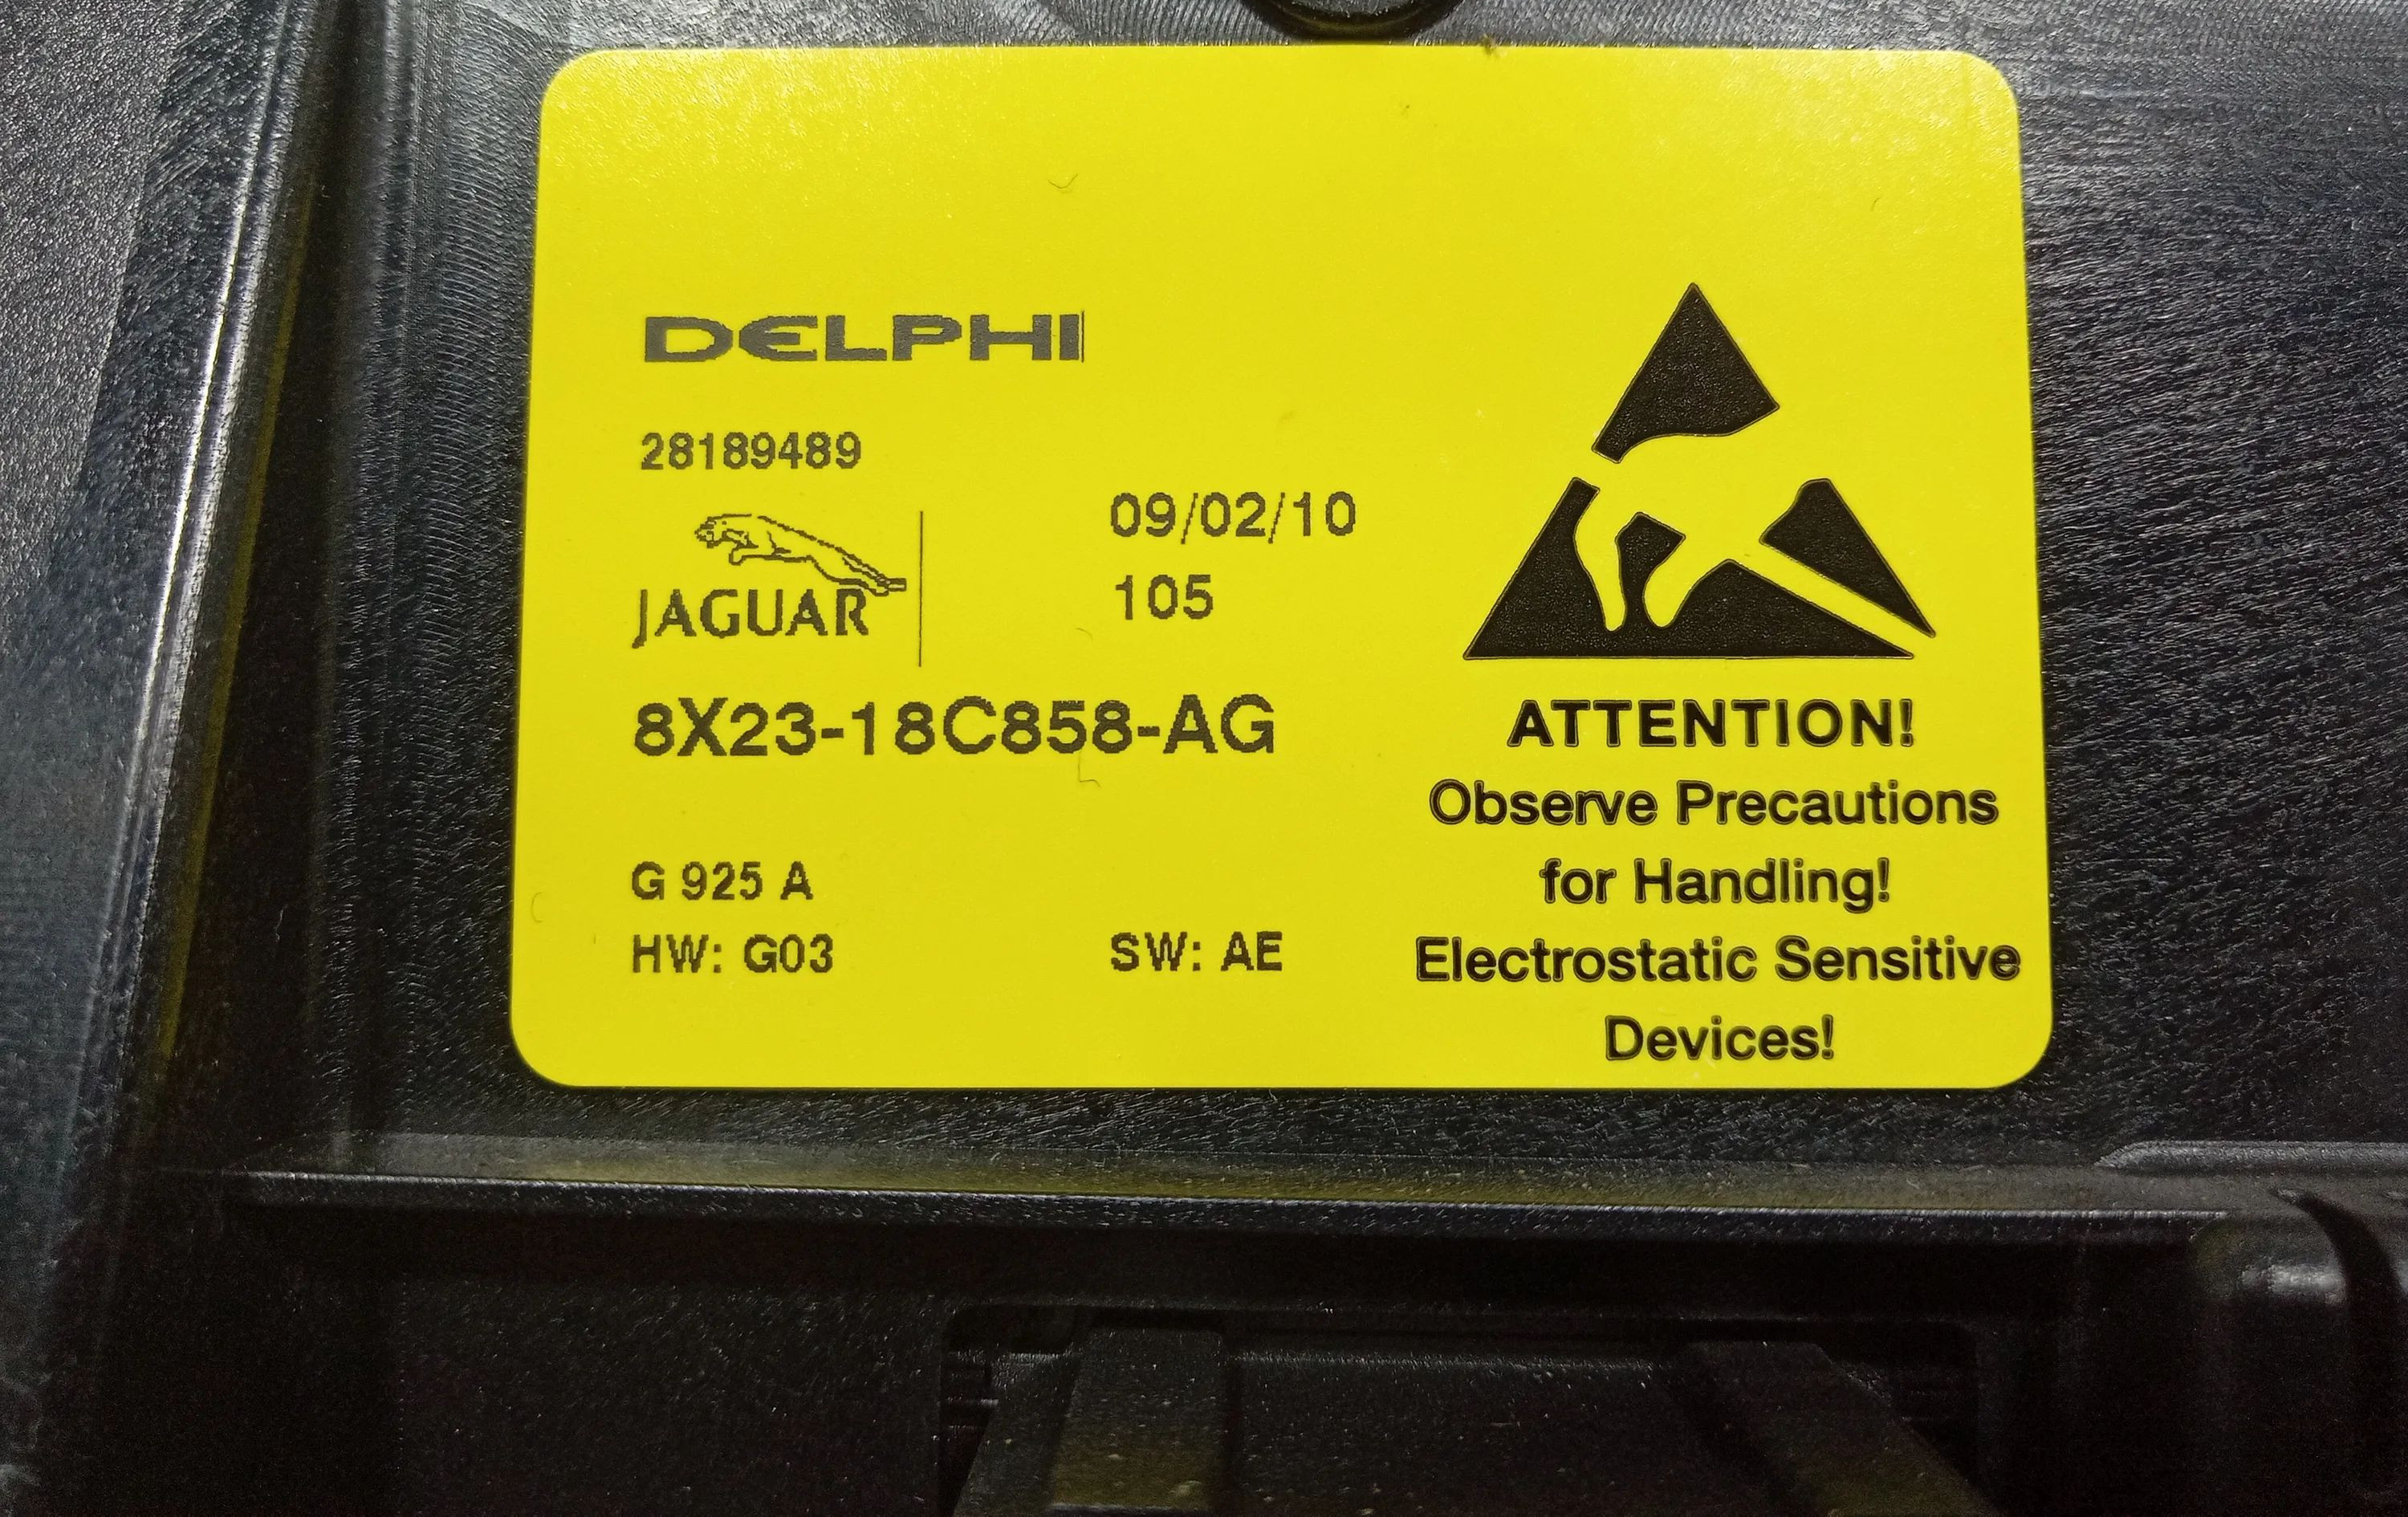 DELPHI
28189489
JAGUAR
09/02/10
105
8X23-18C858-AG
G 925 A
HW: G03
SW: AE
ATTENTION!
Observe Precautions
for Handling!
Electrostatic Sensitive
Devices!